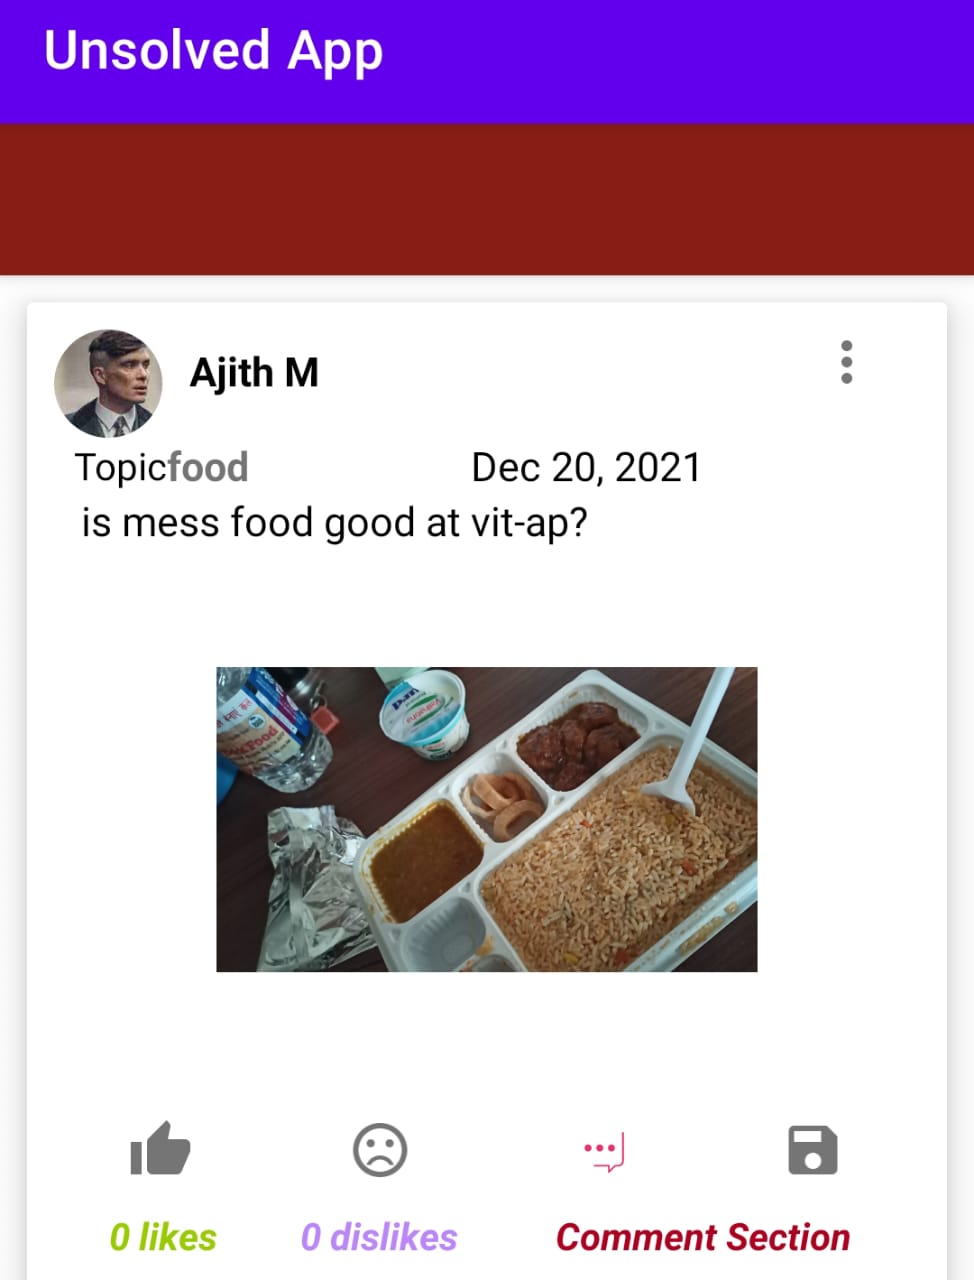 Unsolved App
Ajith M
Topicfood
Dec 20, 2021
is mess food good at vit-ap?
0 likes
0 dislikes
Comment Section